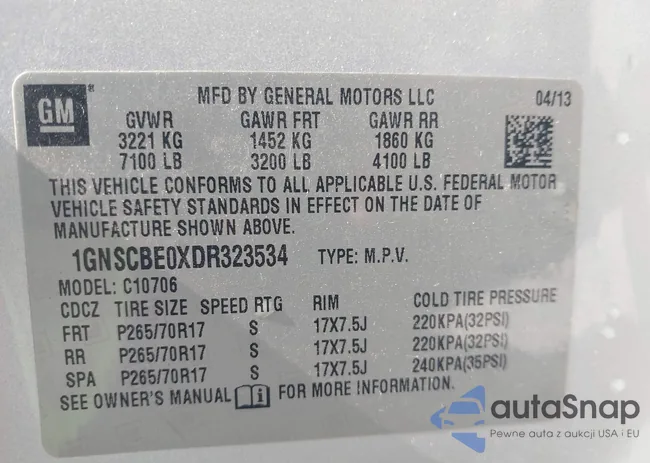 GM ®
MFD BY GENERAL MOTORS LLC 04/13
GVWR GAWR FRT GAWR RR
3221 KG 1452 KG 1860 KG
7100 LB 3200 LB 4100 LB
THIS VEHICLE CONFORMS TO ALL APPLICABLE U.S. FEDERAL MOTOR
VEHICLE SAFETY STANDARDS IN EFFECT ON THE DATE OF
MANUFACTURE SHOWN ABOVE.
1GNSCBE0XDR323534 TYPE: M.P.V.
MODEL: C10706
CDCZ TIRE SIZE SPEED RTG RIM COLD TIRE PRESSURE
FRT P265/70R17 S 17X7.5J 220KPA(32PSI)
RR P265/70R17 S 17X7.5J 220KPA(32PSI)
SPA P265/70R17 S 17X7.5J 240KPA(35PSI)
SEE OWNER'S MANUAL i FOR MORE INFORMATION.
autaSnap
Pewne auta z aukcji USA i EU